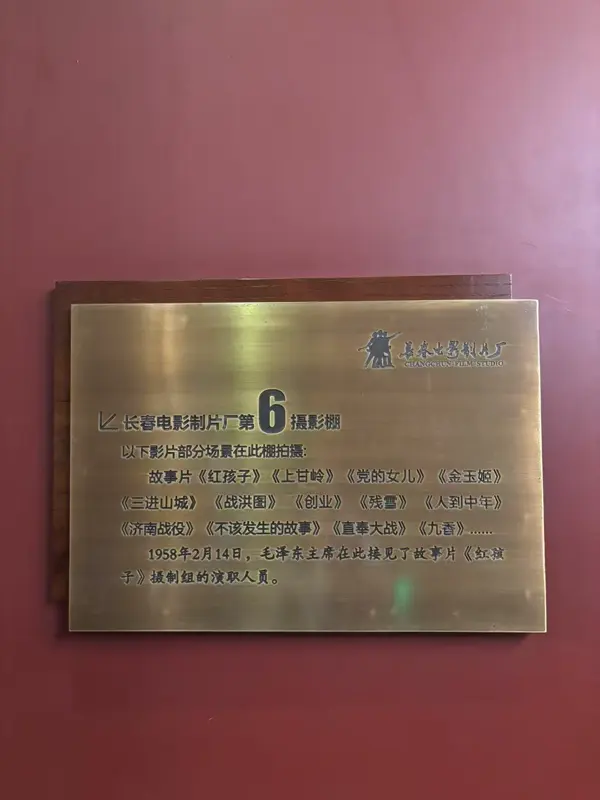 长春电影制片厂
CHANGCHUN FILM STUDIO
长春电影制片厂第6摄影棚
以下影片部分场景在此棚拍摄:
故事片《红孩子》《上甘岭》《党的女儿》《金玉姬》
《三进山城》《战洪图》《创业》《残雪》《人到中年》
《济南战役》《不该发生的故事》《直奉大战》《九香》......
1958年2月14日，毛泽东主席在此接见了故事片《红孩
子》摄制组的演职人员。